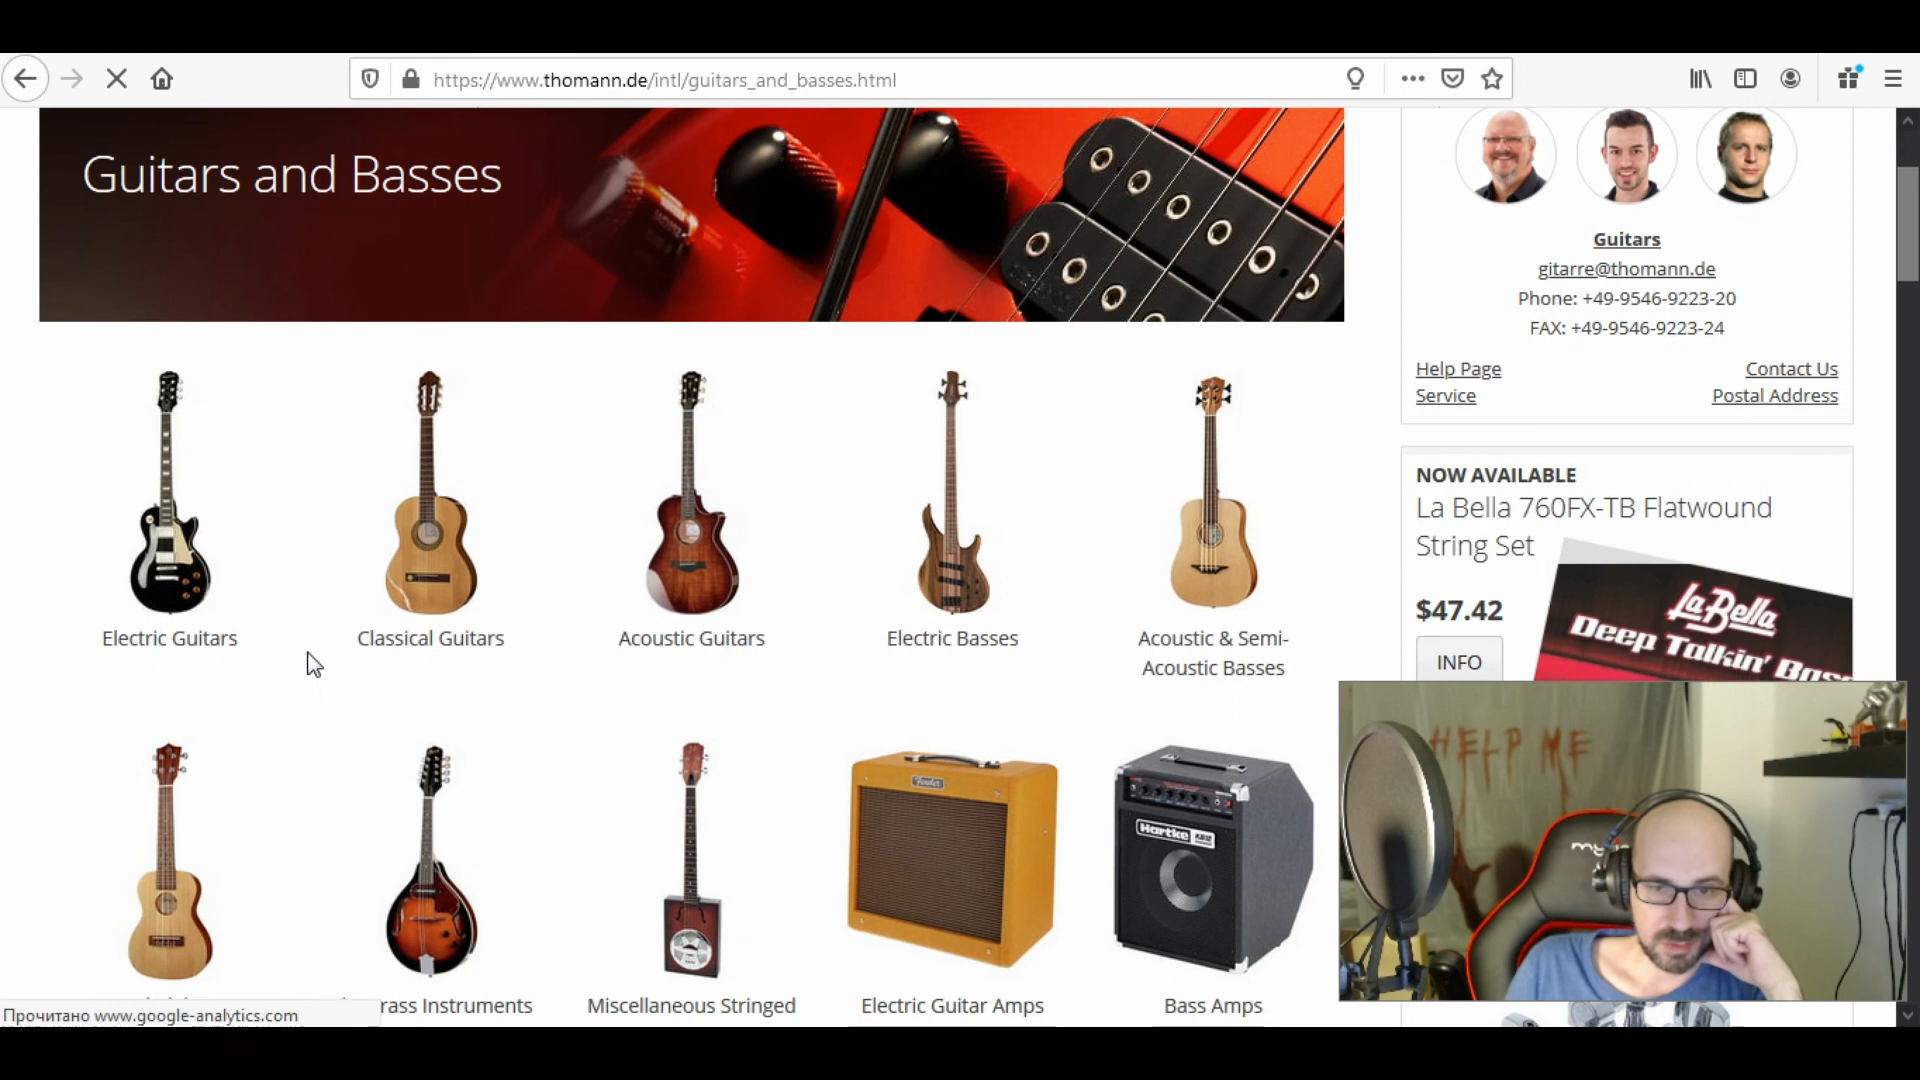 https://www.thomann.de/intl/guitars_and_basses.html
Guitars and Basses
Guitars
gitarre@thomann.de
Phone: +49-9546-9223-20
FAX: +49-9546-9223-24
Help Page
Contact Us
Service
Postal Address
Electric Guitars
Classical Guitars
Acoustic Guitars
Electric Basses
Acoustic & Semi-
Acoustic Basses
NOW AVAILABLE
La Bella 760FX-TB Flatwound
String Set
$47.42
INFO
La Bella
Deep Talkin' Bass
HELP ME
Fender
Hartke
rass Instruments
Miscellaneous Stringed
Electric Guitar Amps
Bass Amps
Прочитано www.google-analytics.com